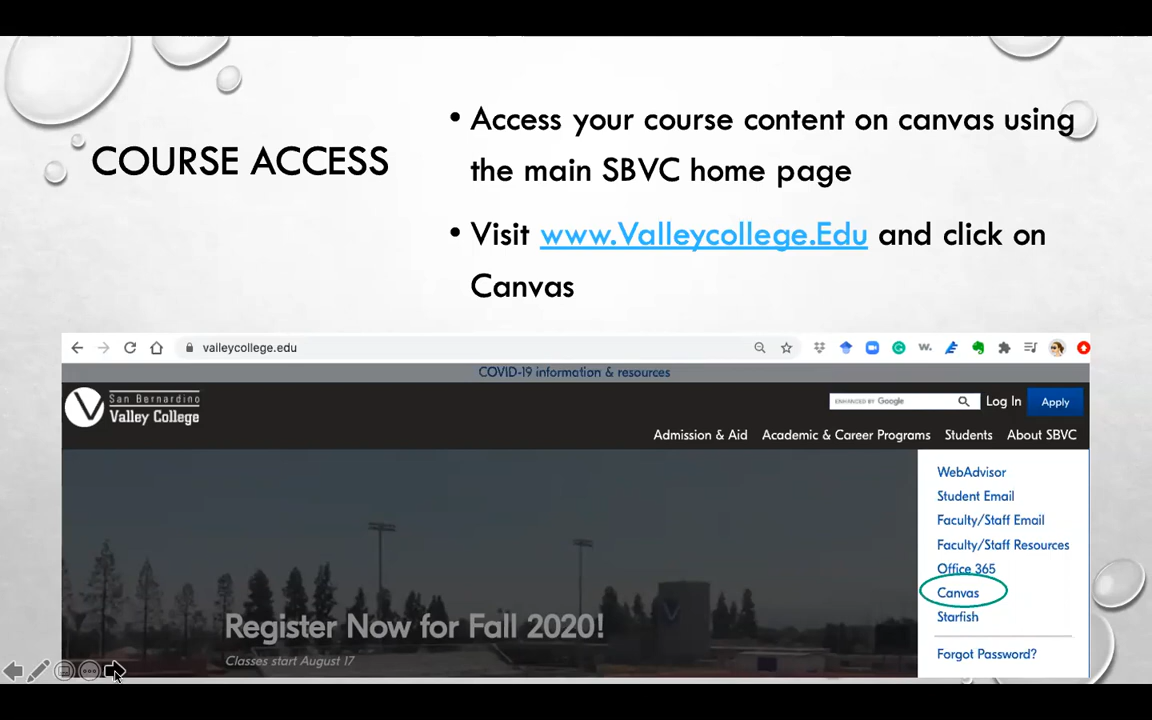 COURSE ACCESS
• Access your course content on canvas using
the main SBVC home page
• Visit www.Valleycollege.Edu and click on
Canvas
valleycollege.edu
w.
COVID-19 information & resources
San Bernardino
Valley College
ENHANCED BY Google
Log In
Apply
Admission & Aid
Academic & Career Programs
Students
About SBVC
WebAdvisor
Student Email
Faculty/Staff Email
Faculty/Staff Resources
Office 365
Canvas
Starfish
Forgot Password?
Register Now for Fall 2020!
Classes start August 17